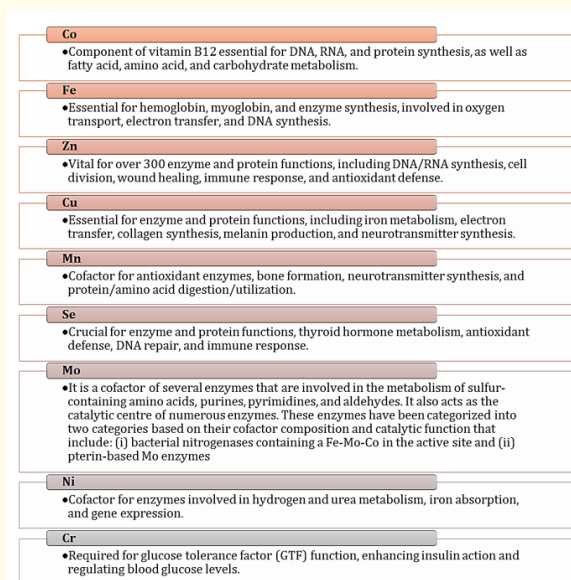 Co
•Component of vitamin B12 essential for DNA, RNA, and protein synthesis, as well as
fatty acid, amino acid, and carbohydrate metabolism.
Fe
•Essential for hemoglobin, myoglobin, and enzyme synthesis, involved in oxygen
transport, electron transfer, and DNA synthesis.
Zn
•Vital for over 300 enzyme and protein functions, including DNA/RNA synthesis, cell
division, wound healing, immune response, and antioxidant defense.
Cu
•Essential for enzyme and protein functions, including iron metabolism, electron
transfer, collagen synthesis, melanin production, and neurotransmitter synthesis.
Mn
•Cofactor for antioxidant enzymes, bone formation, neurotransmitter synthesis, and
protein/amino acid digestion/utilization.
Se
•Crucial for enzyme and protein functions, thyroid hormone metabolism, antioxidant
defense, DNA repair, and immune response.
Mo
•It is a cofactor of several enzymes that are involved in the metabolism of sulfur-
containing amino acids, purines, pyrimidines, and aldehydes. It also acts as the
catalytic centre of numerous enzymes. These enzymes have been categorized into
two categories based on their cofactor composition and catalytic function that
include: (i) bacterial nitrogenases containing a Fe-Mo-Co in the active site and (ii)
pterin-based Mo enzymes
Ni
•Cofactor for enzymes involved in hydrogen and urea metabolism, iron absorption,
and gene expression.
Cr
•Required for glucose tolerance factor (GTF) function, enhancing insulin action and
regulating blood glucose levels.